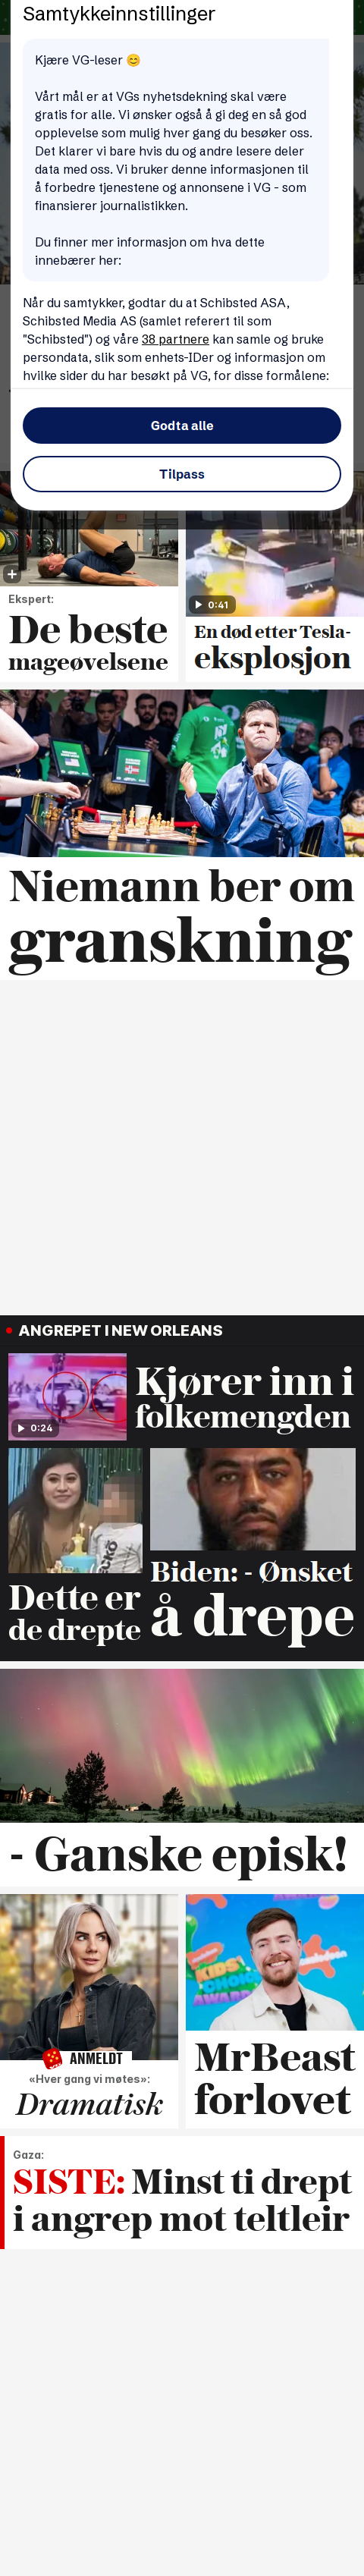 Samtykkeinnstillinger
Kjære VG-leser 😊
Vårt mål er at VGs nyhetsdekning skal være
gratis for alle. Vi ønsker også å gi deg en så god
opplevelse som mulig hver gang du besøker oss.
Det klarer vi bare hvis du og andre lesere deler
data med oss. Vi bruker denne informasjonen til
å forbedre tjenestene og annonsene i VG - som
finansierer journalistikken.
Du finner mer informasjon om hva dette
innebærer her:
Når du samtykker, godtar du at Schibsted ASA,
Schibsted Media AS (samlet referert til som
"Schibsted") og våre 38 partnere kan samle og bruke
persondata, slik som enhets-IDer og informasjon om
hvilke sider du har besøkt på VG, for disse formålene:
Godta alle
Tilpass
Ekspert:
De beste
mageøvelsene
0:41
En død etter Tesla-
eksplosjon
Niemann ber om
granskning
ANGREPET I NEW ORLEANS
0:24
Kjører inn i
folkemengden
Dette er
de drepte
Biden: - Ønsket
å drepe
- Ganske episk!
ANMELDT
«Hver gang vi møtes»:
Dramatisk
MrBeast
forlovet
Gaza:
SISTE: Minst ti drept
i angrep mot teltleir